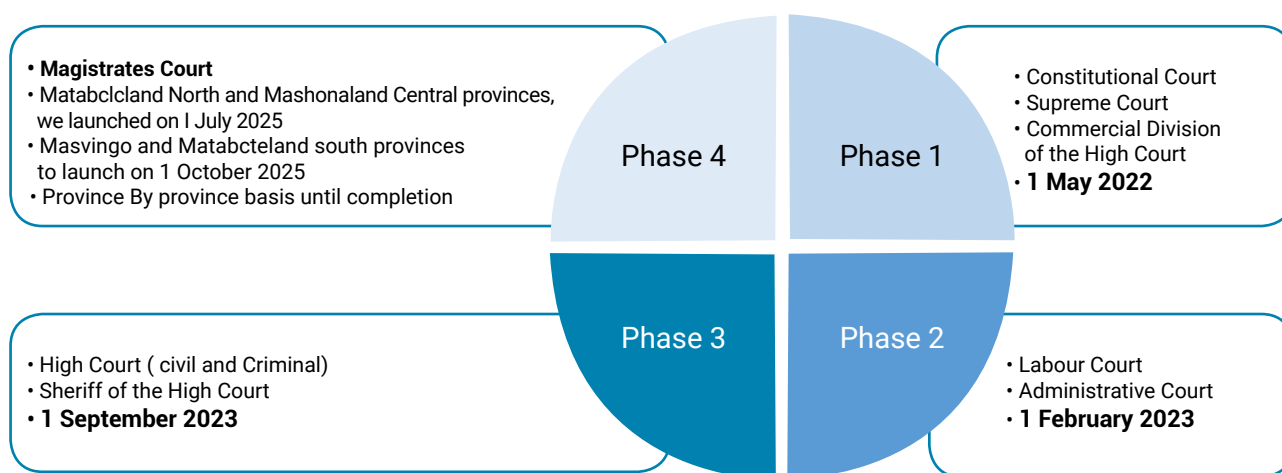 • Magistrates Court
• Matabclcland North and Mashonaland Central provinces,
we launched on I July 2025
• Masvingo and Matabcteland south provinces
to launch on 1 October 2025
• Province By province basis until completion
Phase 4
Phase 1
• Constitutional Court
• Supreme Court
• Commercial Division
of the High Court
• 1 May 2022
• High Court ( civil and Criminal)
• Sheriff of the High Court
• 1 September 2023
Phase 3
Phase 2
• Labour Court
• Administrative Court
• 1 February 2023